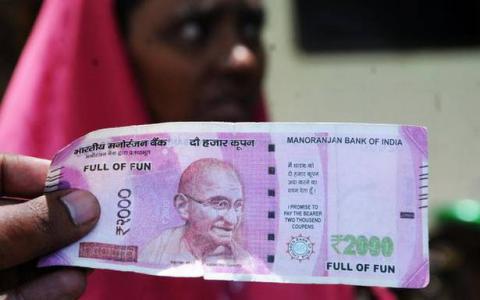 भारतीय मनोरंजन बैंक
दो हजार कूपन
MANORANJAN BANK OF INDIA
FULL OF FUN
₹2000
मैं धारक को
दो हजार कूपन
अदा करने का
वचन देता हूँ।
I PROMISE TO
PAY THE BEARER
TWO THOUSAND
COUPENS
₹2000
FULL OF FUN